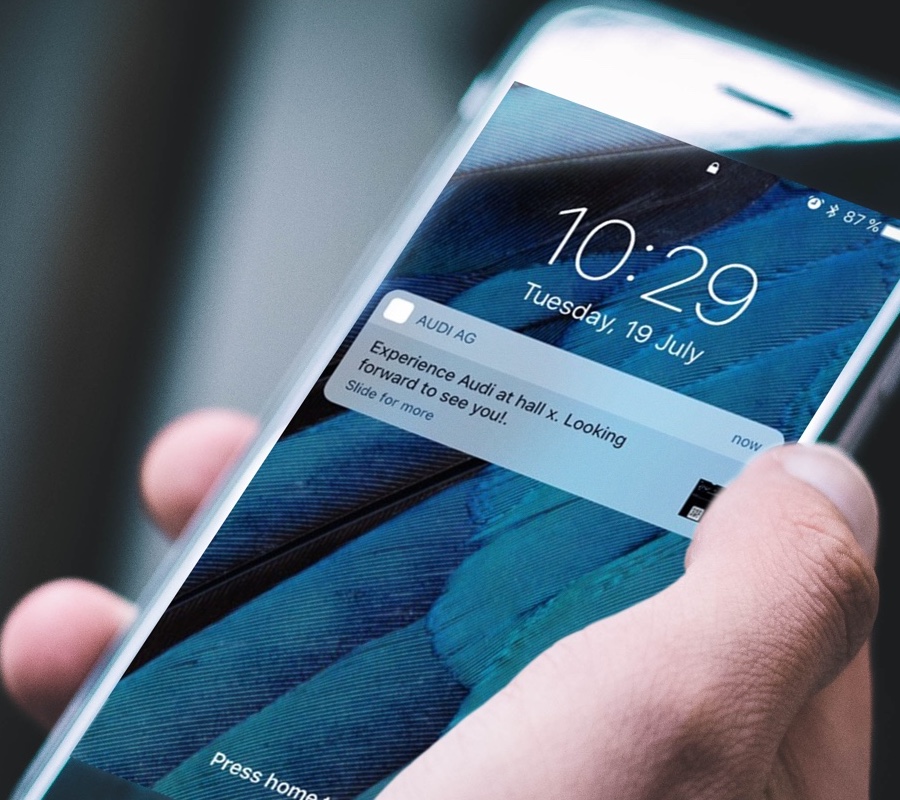 87 %
10:29
Tuesday, 19 July
AUDI AG
now
Experience Audi at hall x. Looking
forward to see you!.
Slide for more
Press home